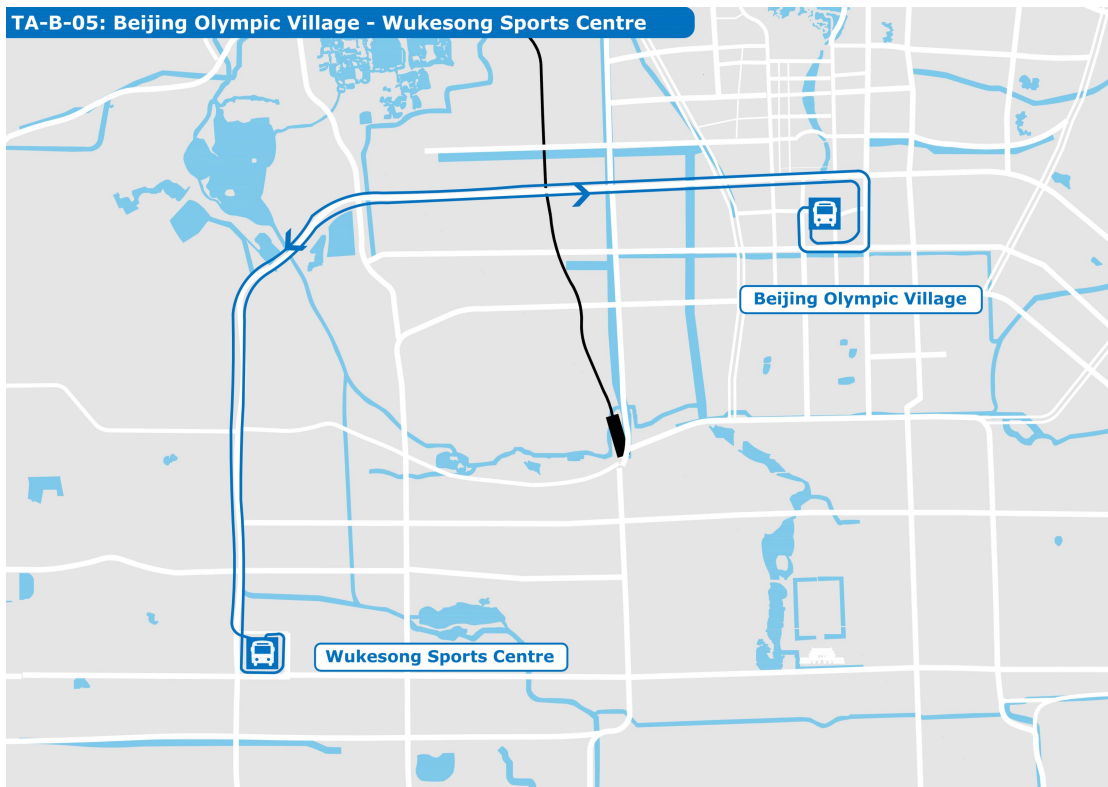 TA-B-05: Beijing Olympic Village - Wukesong Sports Centre
Beijing Olympic Village
Wukesong Sports Centre